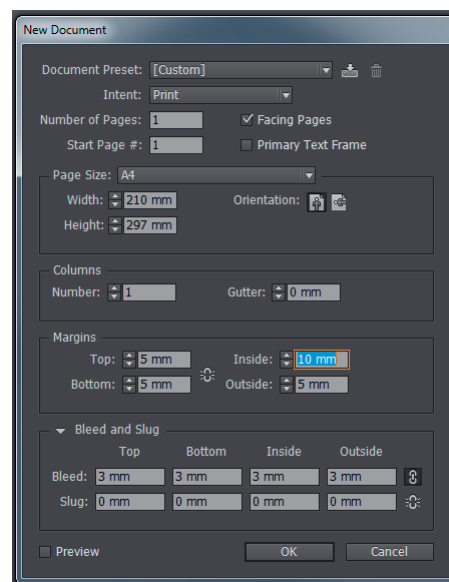 New Document
Document Preset: [Custom]
Intent: Print
Number of Pages: 1 Facing Pages
Start Page #: 1 Primary Text Frame
Page Size: A4
Width: 210 mm Orientation:
Height: 297 mm
Columns
Number: 1 Gutter: 0 mm
Margins
Top: 5 mm Inside: 10 mm
Bottom: 5 mm Outside: 5 mm
Bleed and Slug
Top Bottom Inside Outside
Bleed: 3 mm 3 mm 3 mm 3 mm
Slug: 0 mm 0 mm 0 mm 0 mm
Preview OK Cancel